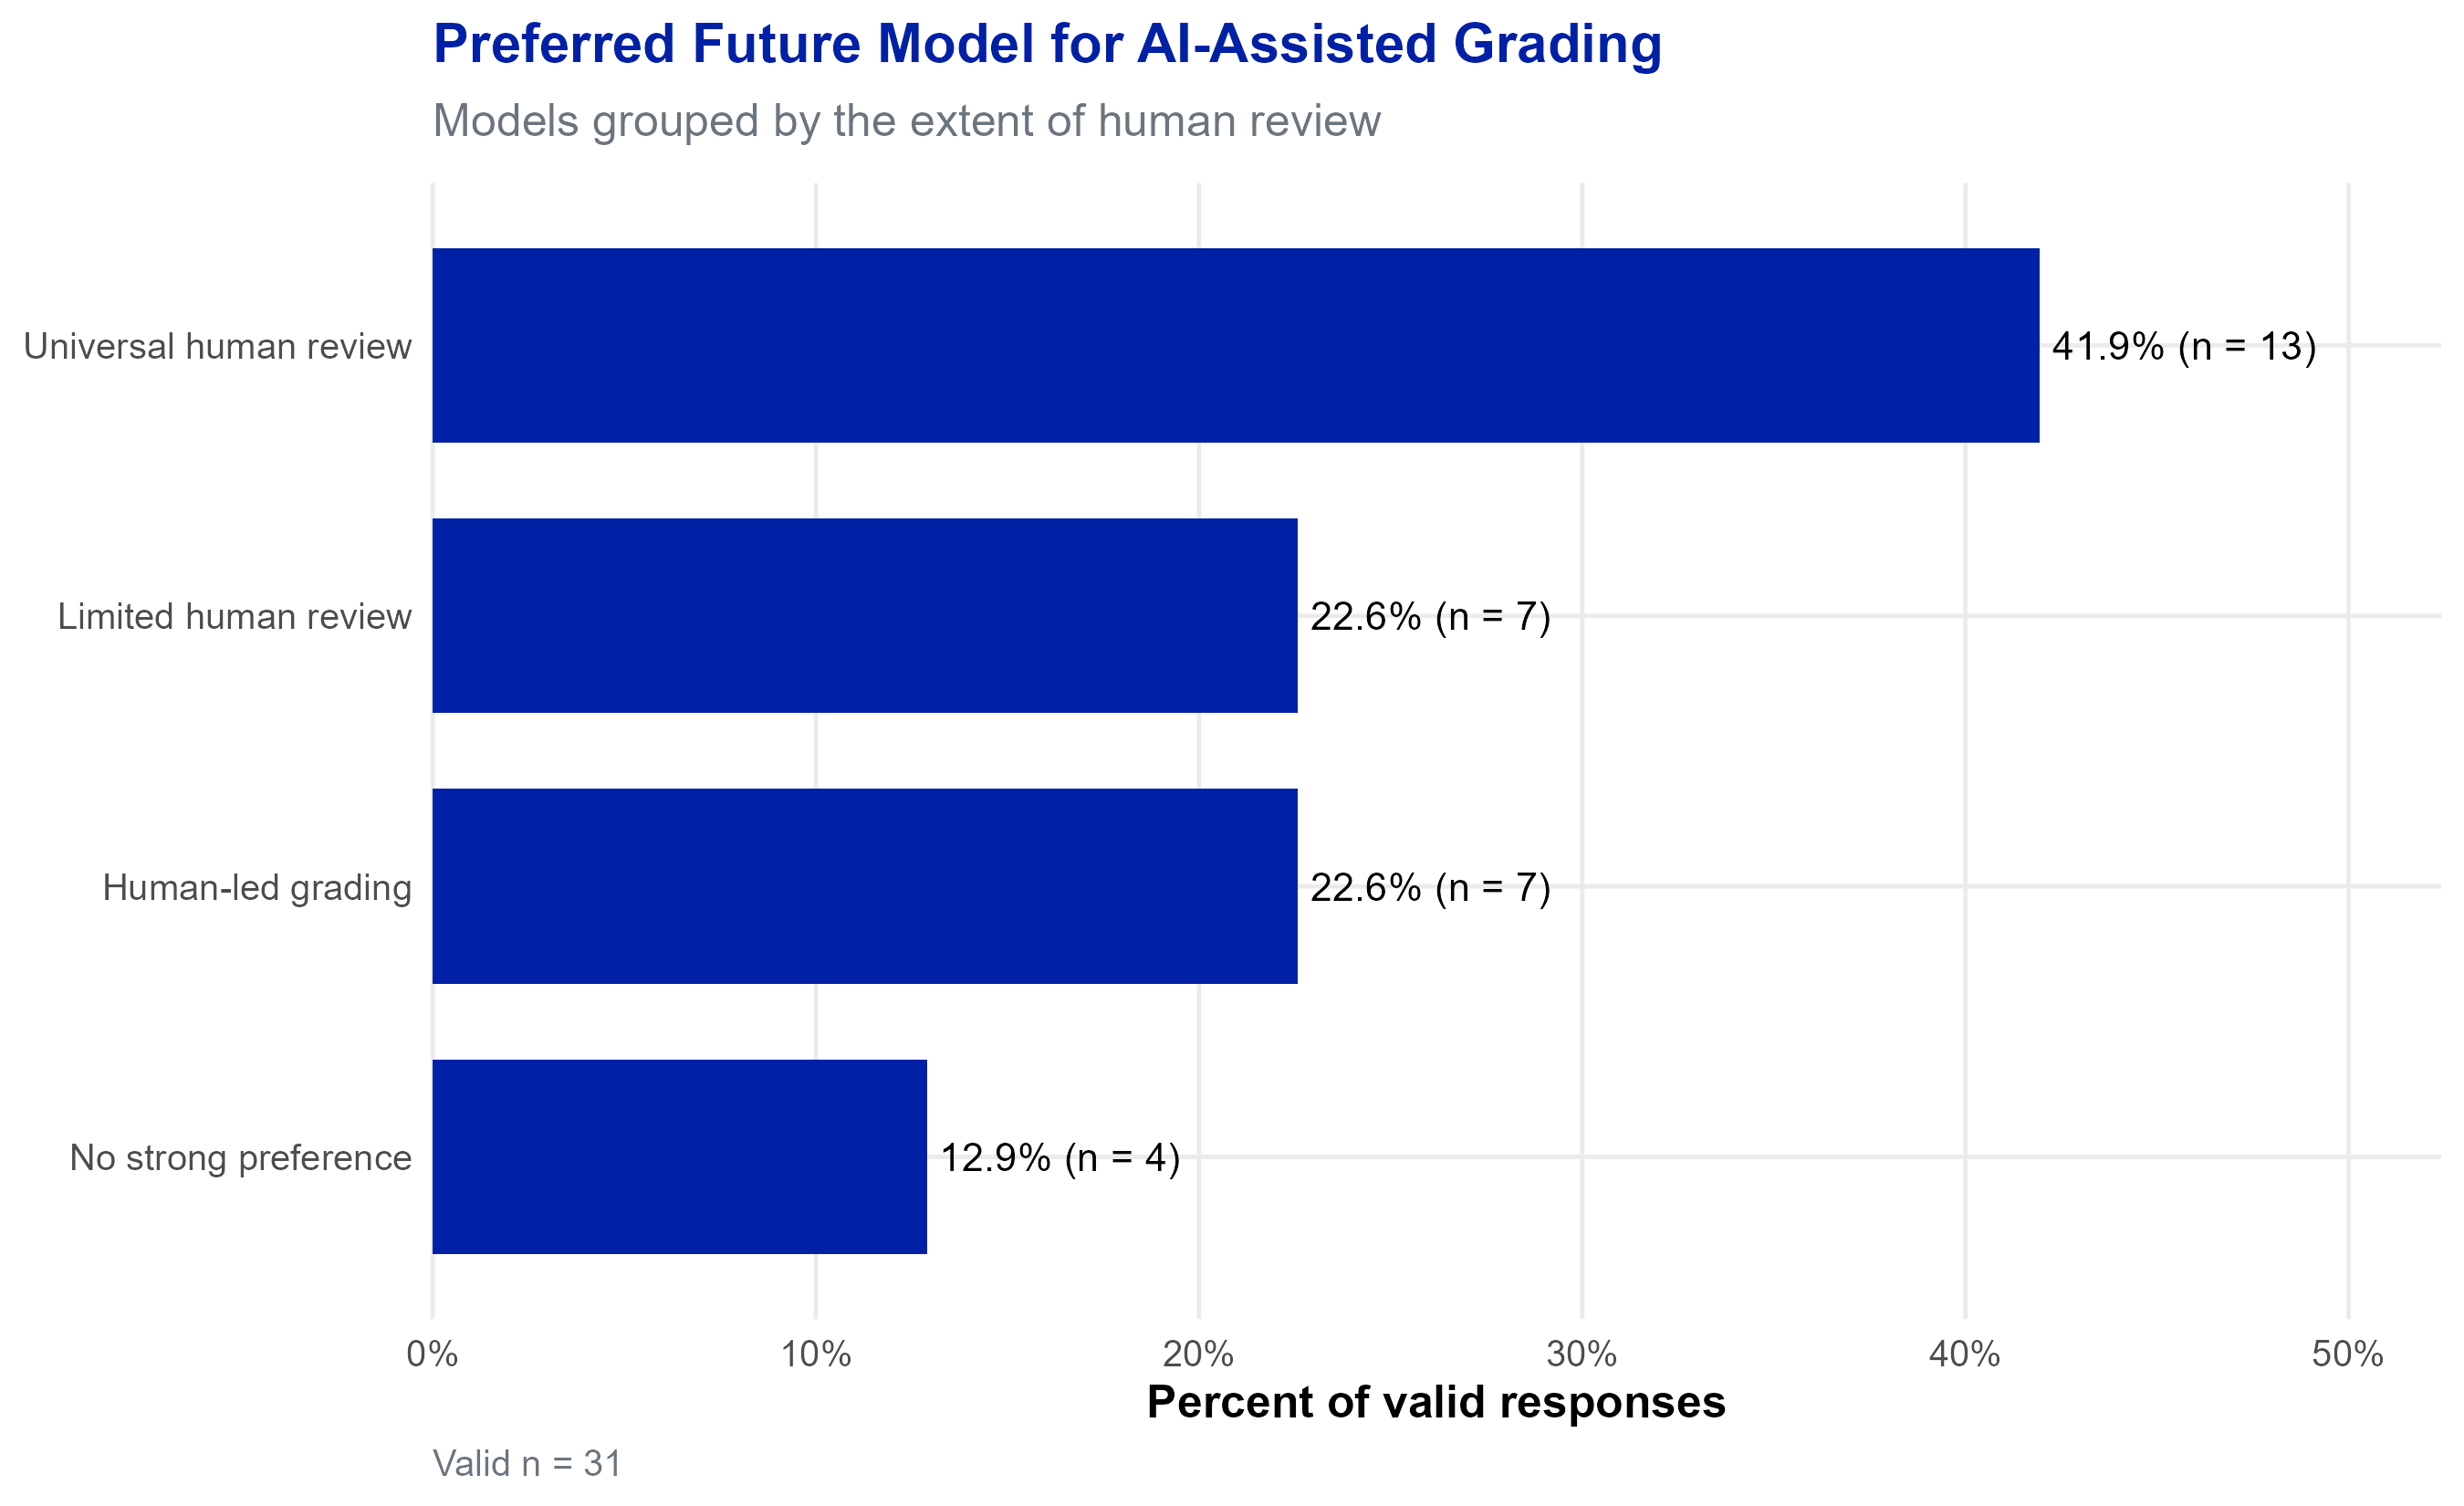 Preferred Future Model for AI-Assisted Grading
Models grouped by the extent of human review
Universal human review
41.9% (n = 13)
Limited human review
22.6% (n = 7)
Human-led grading
22.6% (n = 7)
No strong preference
12.9% (n = 4)
0% 10% 20% 30% 40% 50%
Percent of valid responses
Valid n = 31